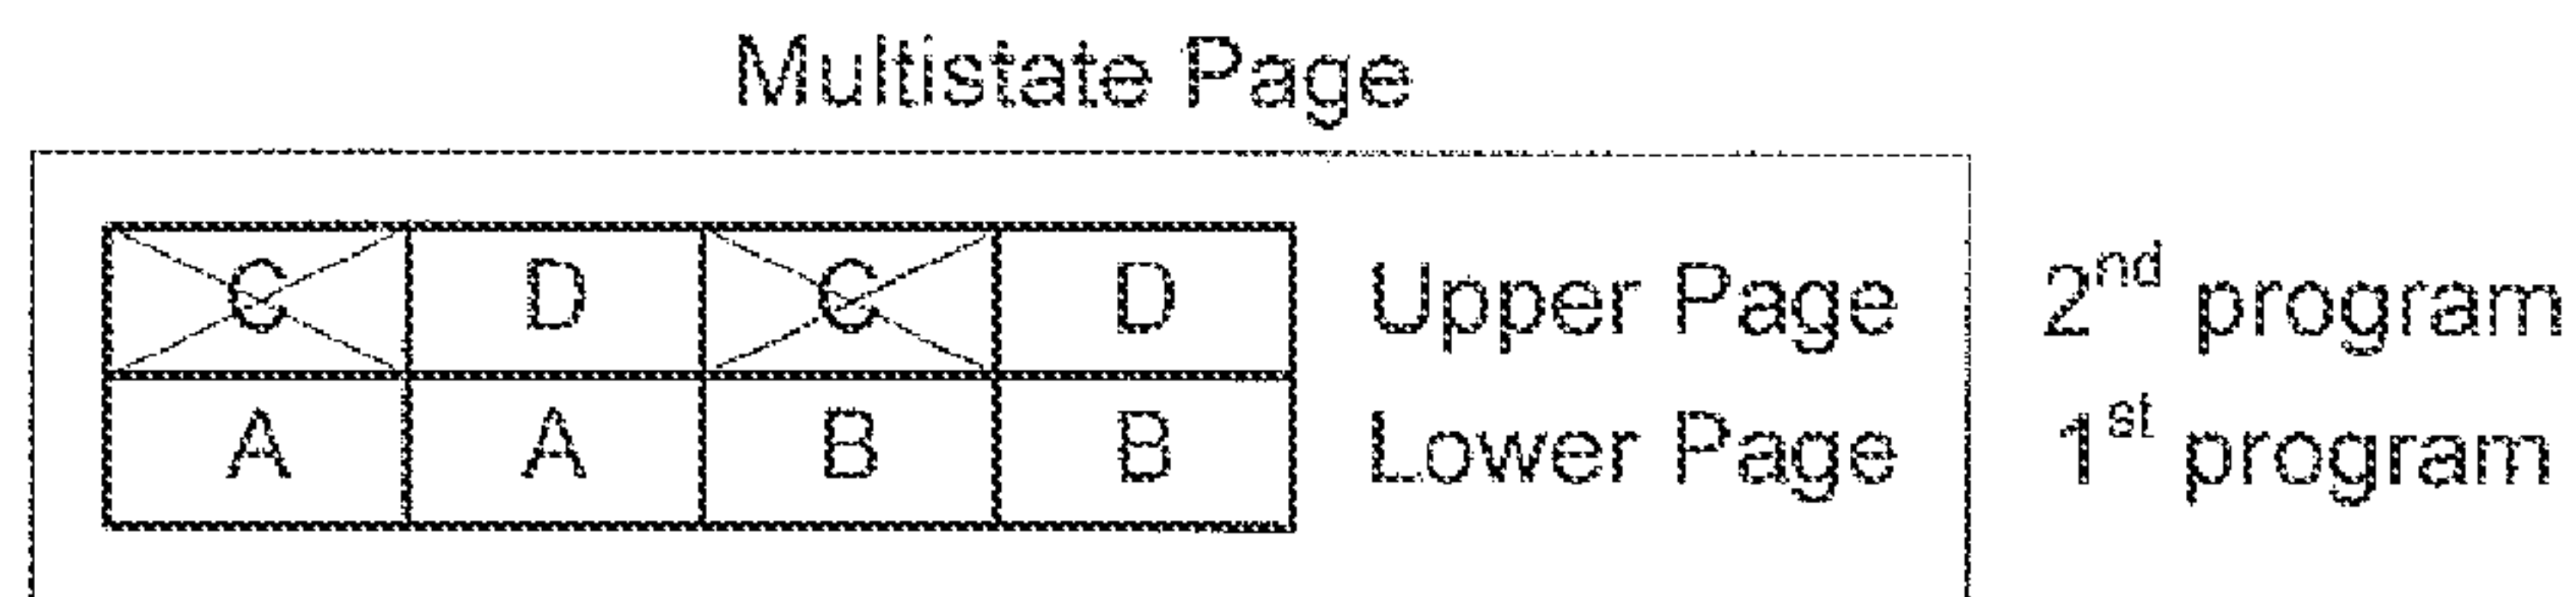 Multistate Page
C D C D Upper Page 2nd program
A A B B Lower Page 1st program